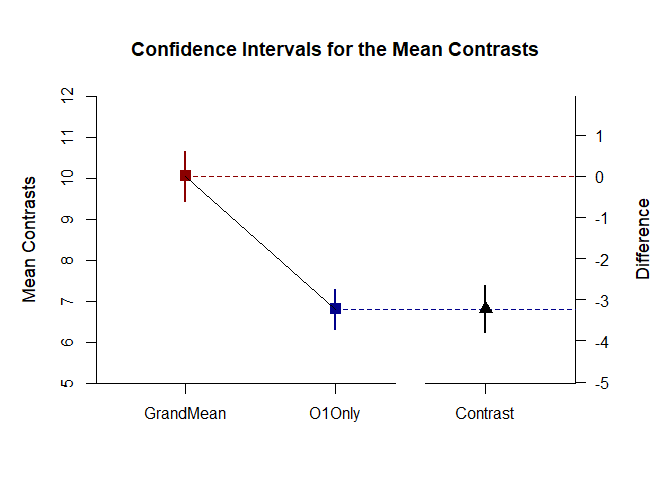 Confidence Intervals for the Mean Contrasts
Mean Contrasts
12
11
10
9
8
7
6
5
1
0
-1
-2
-3
-4
-5
Difference
GrandMean
O1Only
Contrast